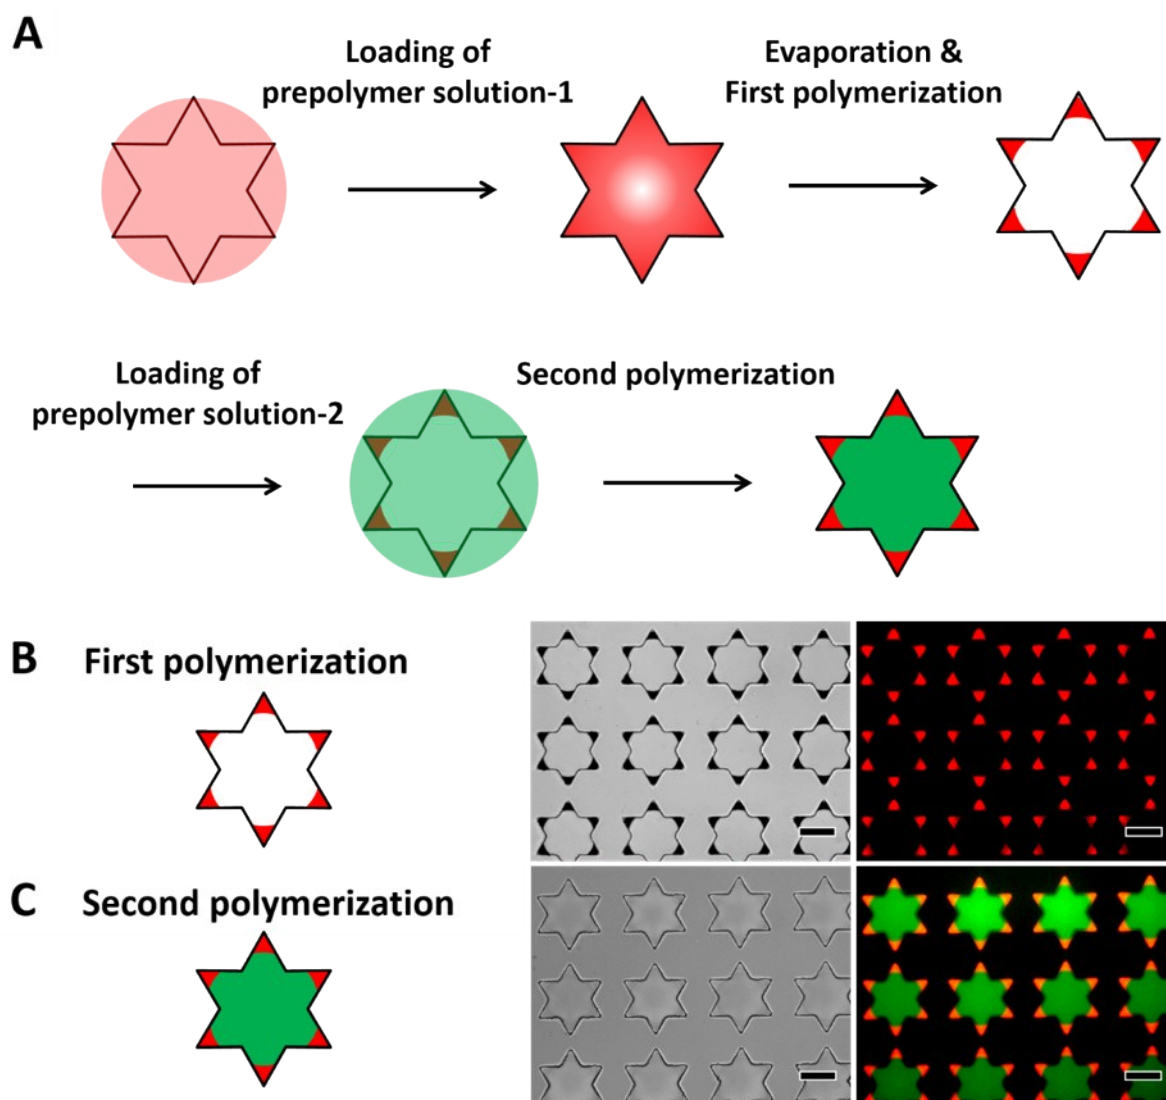 A
Loading of
prepolymer solution-1
Evaporation &
First polymerization
Loading of
prepolymer solution-2
Second polymerization
B
First polymerization
C
Second polymerization